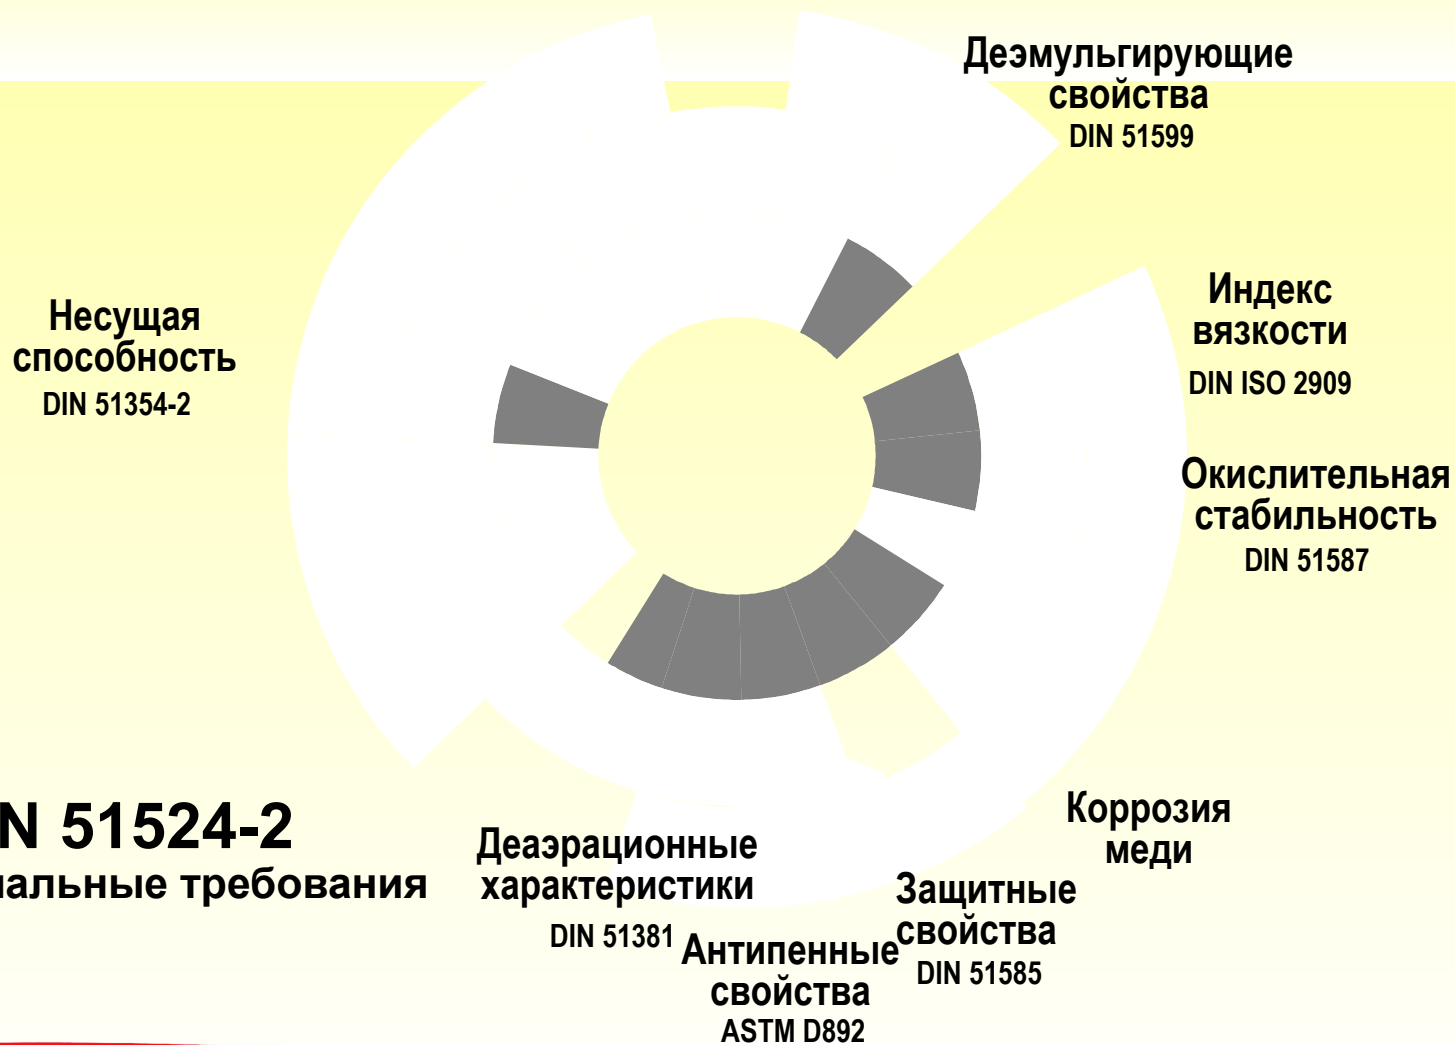 Деэмульгирующие
свойства
DIN 51599
Индекс
вязкости
DIN ISO 2909
Несущая
способность
DIN 51354-2
Окислительная
стабильность
DIN 51587
Коррозия
меди
N 51524-2
альные требования
Деаэрационные
характеристики
DIN 51381
Защитные
свойства
DIN 51585
Антипенные
свойства
ASTM D892